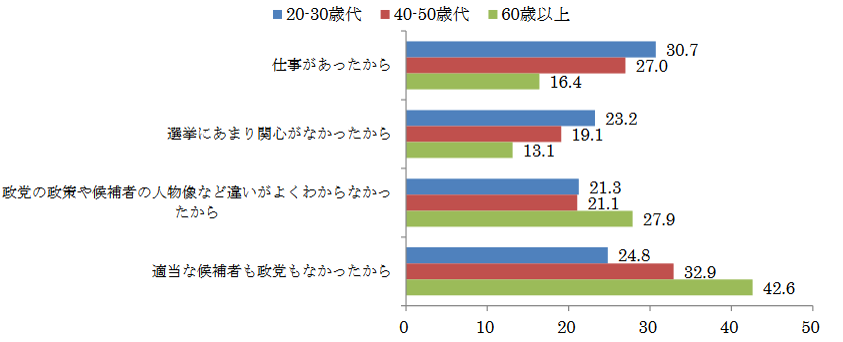 20-30歳代 40-50歳代 60歳以上
仕事があったから
30.7
27.0
16.4
選挙にあまり関心がなかったから
23.2
19.1
13.1
政党の政策や候補者の人物像など違いがよくわからなかっ
たから
21.3
21.1
27.9
適当な候補者も政党もなかったから
24.8
32.9
42.6
0 10 20 30 40 50